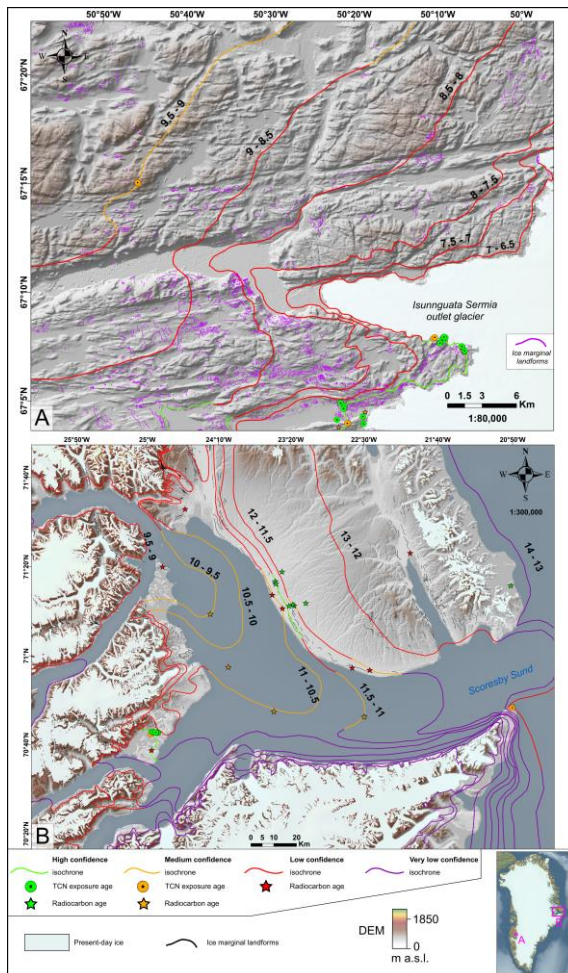 50°50'W 50°40'W 50°30'W 50°20'W 50°10'W 50°W
N
W E
S
67°20'N
9.5 - 9
9 - 8.5
8.5 - 8
67°15'N
8 - 7.5
7.5 - 7
7 - 6.5
67°10'N
Isunnguata Sermia
outlet glacier
Ice marginal
landforms
67°5'N
A
0 1.5 3 6
Km
1:80,000
25°50'W 25°W 24°10'W 23°20'W 22°30'W 21°40'W 20°50'W
N
W E
S
71°40'N
1:300,000
9.5 - 9
12 - 11.5
13 - 12
14 - 13
10 - 9.5
71°20'N
10.5 - 10
71°N
11 - 10.5
11.5 - 11
Scoresby Sund
70°40'N
70°20'N
B
0 5 10 20
Km
High confidence Medium confidence Low confidence Very low confidence
isochrone isochrone isochrone isochrone
TCN exposure age TCN exposure age Radiocarbon age
Radiocarbon age Radiocarbon age
Present-day ice Ice marginal landforms
DEM
1850
0
m a.s.l.
A